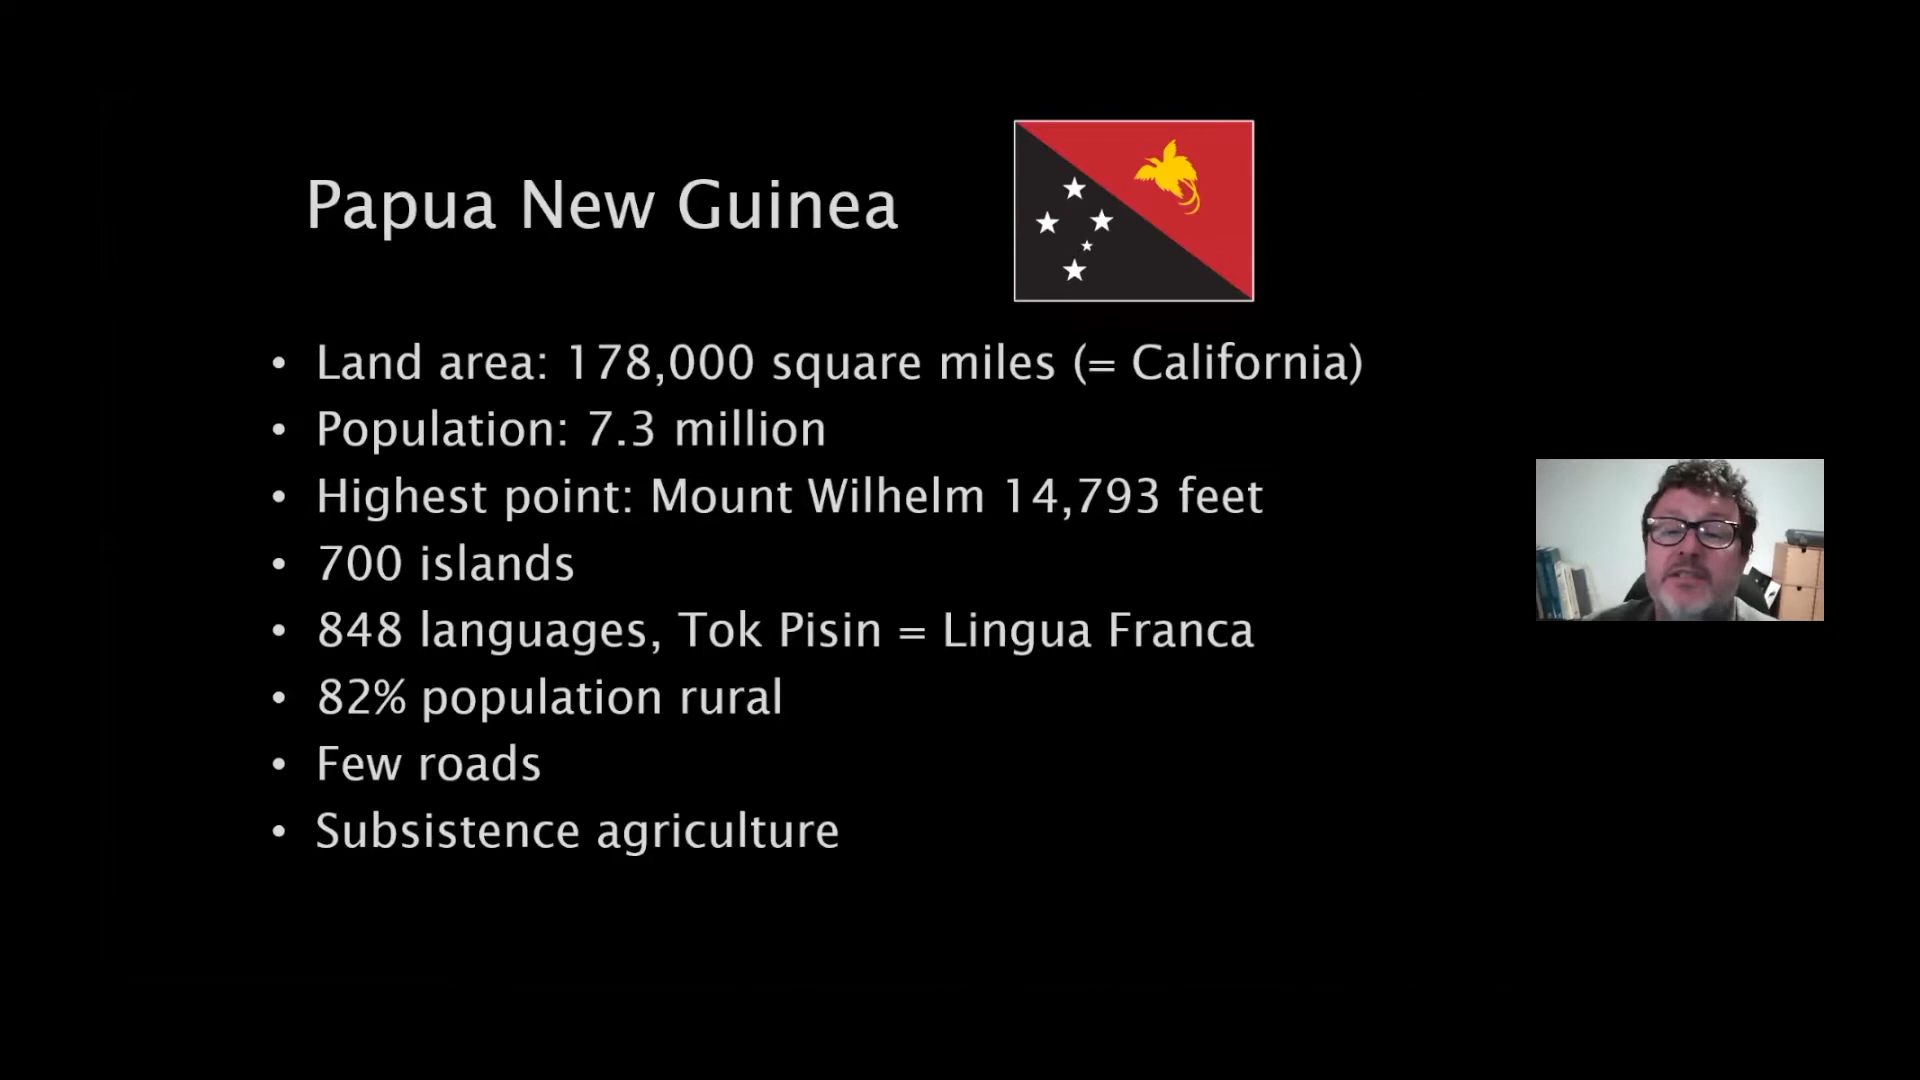 Papua New Guinea
• Land area: 178,000 square miles (= California)
• Population: 7.3 million
• Highest point: Mount Wilhelm 14,793 feet
• 700 islands
• 848 languages, Tok Pisin = Lingua Franca
• 82% population rural
• Few roads
• Subsistence agriculture